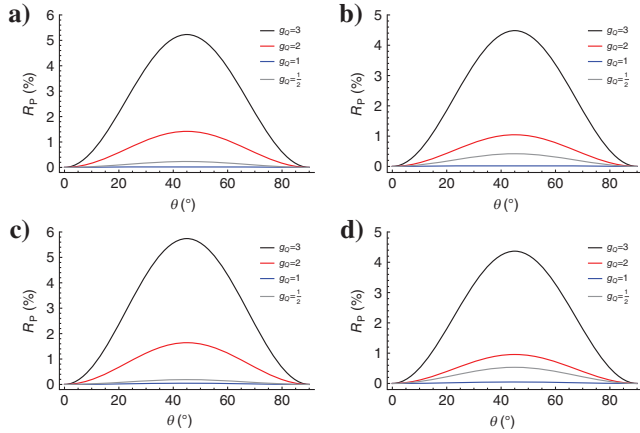 a)
6
5
4
3
2
1
0
R_P (%)
0 20 40 60 80
θ (°)
g_Q=3
g_Q=2
g_Q=1
g_Q=1/2
b)
5
4
3
2
1
0
R_P (%)
0 20 40 60 80
θ (°)
g_Q=3
g_Q=2
g_Q=1
g_Q=1/2
c)
6
5
4
3
2
1
0
R_P (%)
0 20 40 60 80
θ (°)
g_Q=3
g_Q=2
g_Q=1
g_Q=1/2
d)
5
4
3
2
1
0
R_P (%)
0 20 40 60 80
θ (°)
g_Q=3
g_Q=2
g_Q=1
g_Q=1/2